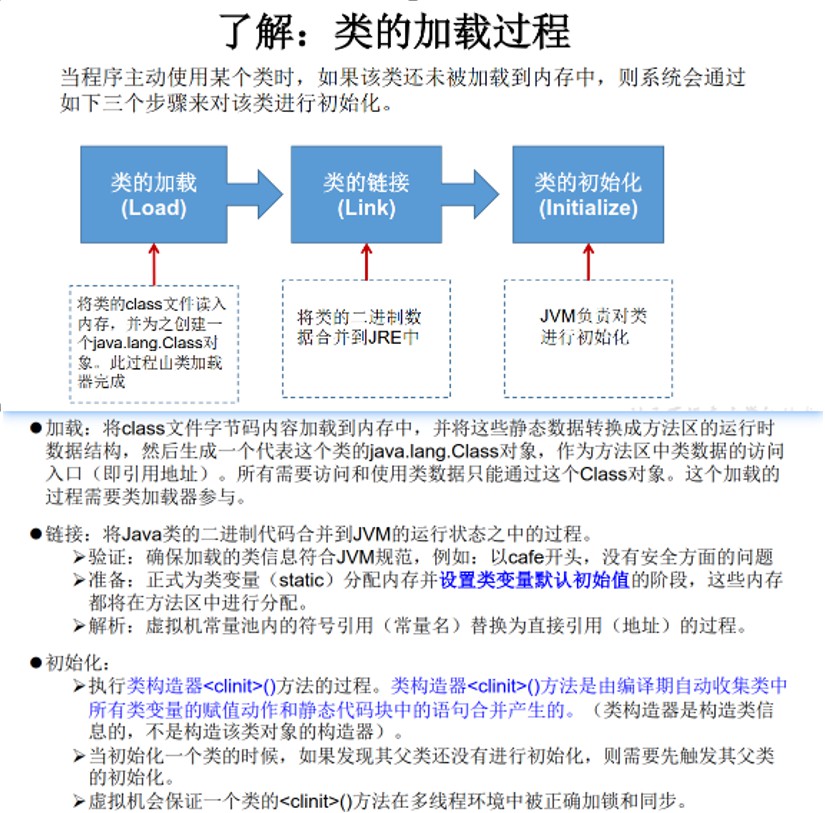 了解：类的加载过程
当程序主动使用某个类时，如果该类还未被加载到内存中，则系统会通过
如下三个步骤来对该类进行初始化。
类的加载
(Load)
类的链接
(Link)
类的初始化
(Initialize)
将类的class文件读入
内存，并为之创建一
个java.lang.Class对
象。此过程由类加载
器完成
将类的二进制数
据合并到JRE中
JVM负责对类
进行初始化
●加载：将class文件字节码内容加载到内存中，并将这些静态数据转换成方法区的运行时
数据结构，然后生成一个代表这个类的java.lang.Class对象，作为方法区中类数据的访问
入口（即引用地址）。所有需要访问和使用类数据只能通过这个Class对象。这个加载的
过程需要类加载器参与。
●链接：将Java类的二进制代码合并到JVM的运行状态之中的过程。
➢验证：确保加载的类信息符合JVM规范，例如：以cafe开头，没有安全方面的问题
➢准备：正式为类变量（static）分配内存并设置类变量默认初始值的阶段，这些内存
都将在方法区中进行分配。
➢解析：虚拟机常量池内的符号引用（常量名）替换为直接引用（地址）的过程。
●初始化：
➢执行类构造器<clinit>()方法的过程。类构造器<clinit>()方法是由编译期自动收集类中
所有类变量的赋值动作和静态代码块中的语句合并产生的。（类构造器是构造类信
息的，不是构造该类对象的构造器）。
➢当初始化一个类的时候，如果发现其父类还没有进行初始化，则需要先触发其父类
的初始化。
➢虚拟机会保证一个类的<clinit>()方法在多线程环境中被正确加锁和同步。